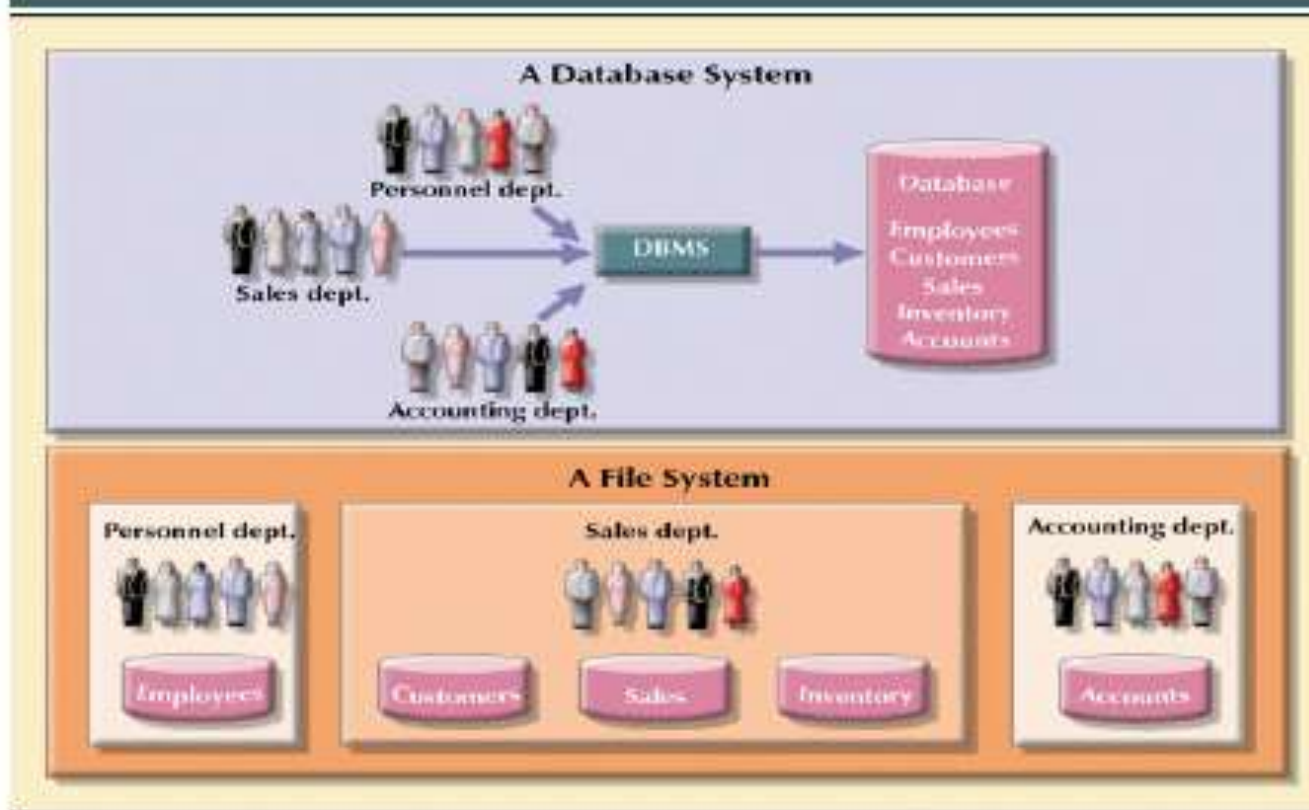 A Database System
Personnel dept.
Sales dept.
Accounting dept.
DBMS
Database
Employees
Customers
Sales
Inventory
Accounts
A File System
Personnel dept.
Employees
Sales dept.
Customers
Sales
Inventory
Accounting dept.
Accounts